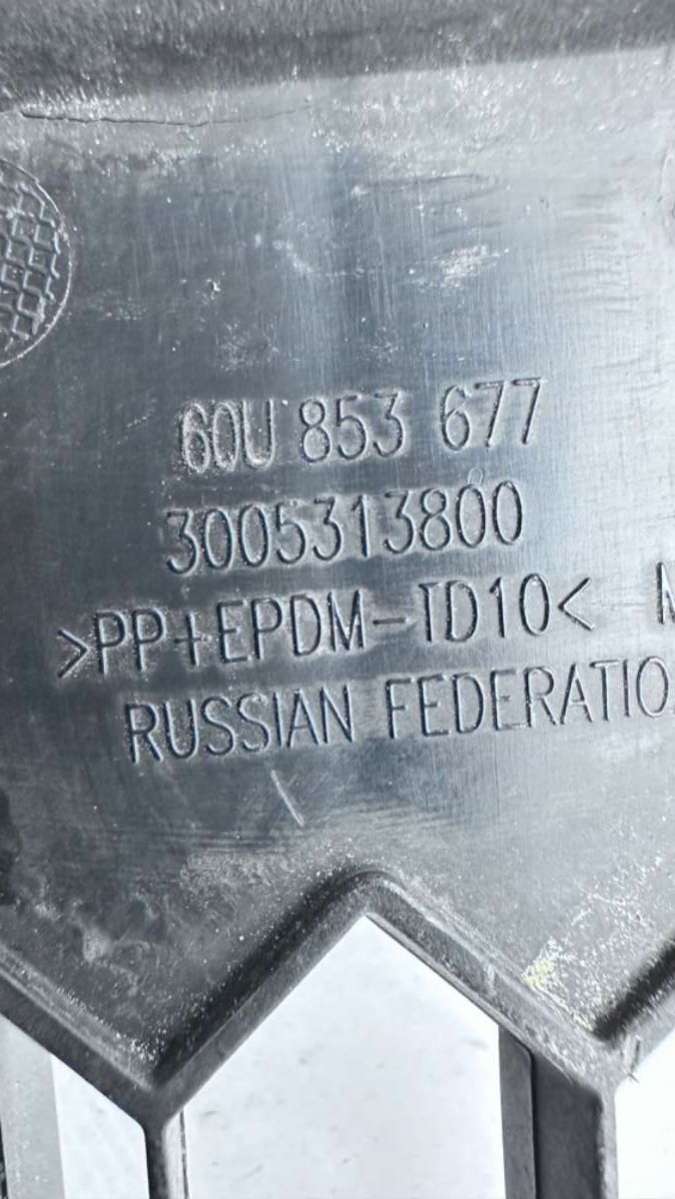 60U 853 677
3005313800
>PP+EPDM-TD10<
RUSSIAN FEDERATIO